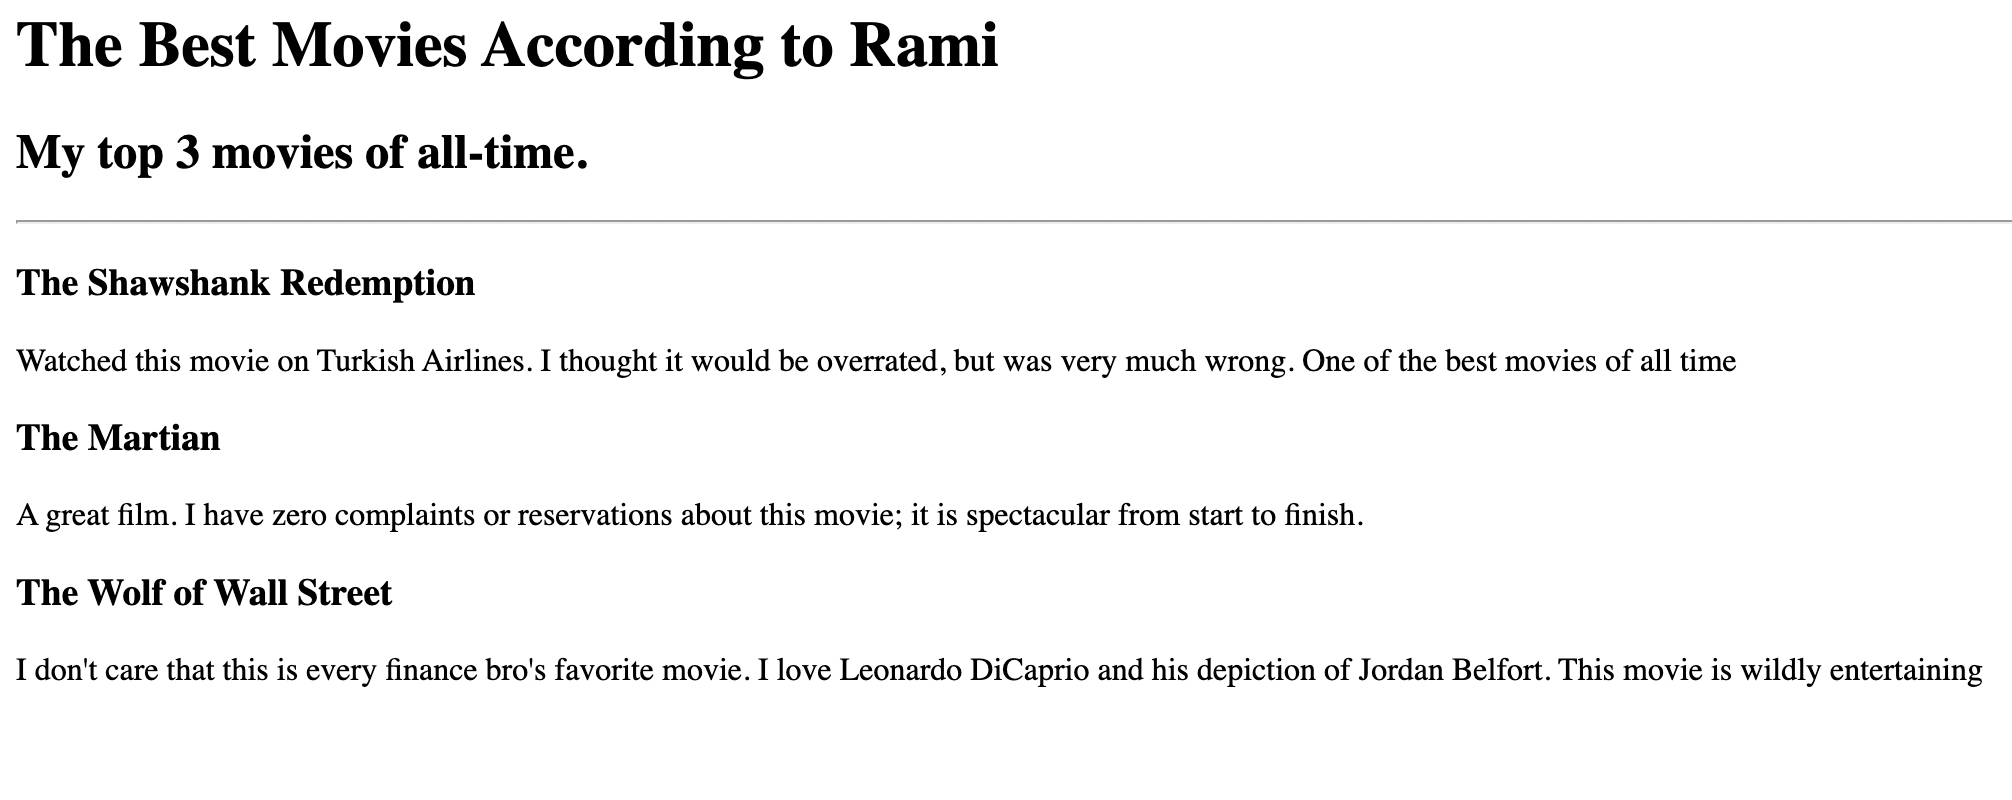 The Best Movies According to Rami
My top 3 movies of all-time.
The Shawshank Redemption
Watched this movie on Turkish Airlines. I thought it would be overrated, but was very much wrong. One of the best movies of all time
The Martian
A great film. I have zero complaints or reservations about this movie; it is spectacular from start to finish.
The Wolf of Wall Street
I don't care that this is every finance bro's favorite movie. I love Leonardo DiCaprio and his depiction of Jordan Belfort. This movie is wildly entertaining